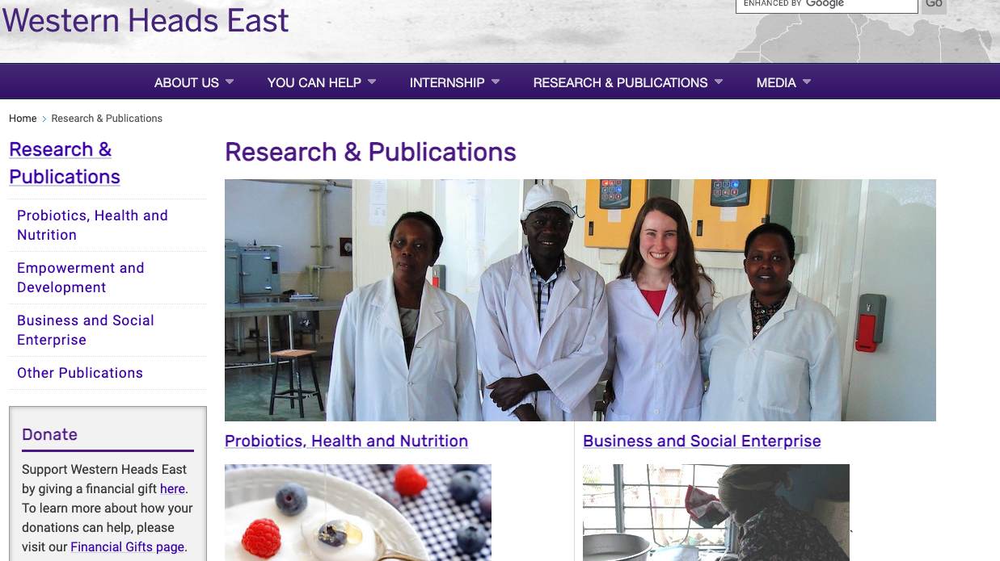 Western Heads East
ENHANCED BY Google
Go
ABOUT US
YOU CAN HELP
INTERNSHIP
RESEARCH & PUBLICATIONS
MEDIA
Home > Research & Publications
Research &
Publications
Probiotics, Health and
Nutrition
Empowerment and
Development
Business and Social
Enterprise
Other Publications
Donate
Support Western Heads East
by giving a financial gift here.
To learn more about how your
donations can help, please
visit our Financial Gifts page.
Research & Publications
Probiotics, Health and Nutrition
Business and Social Enterprise